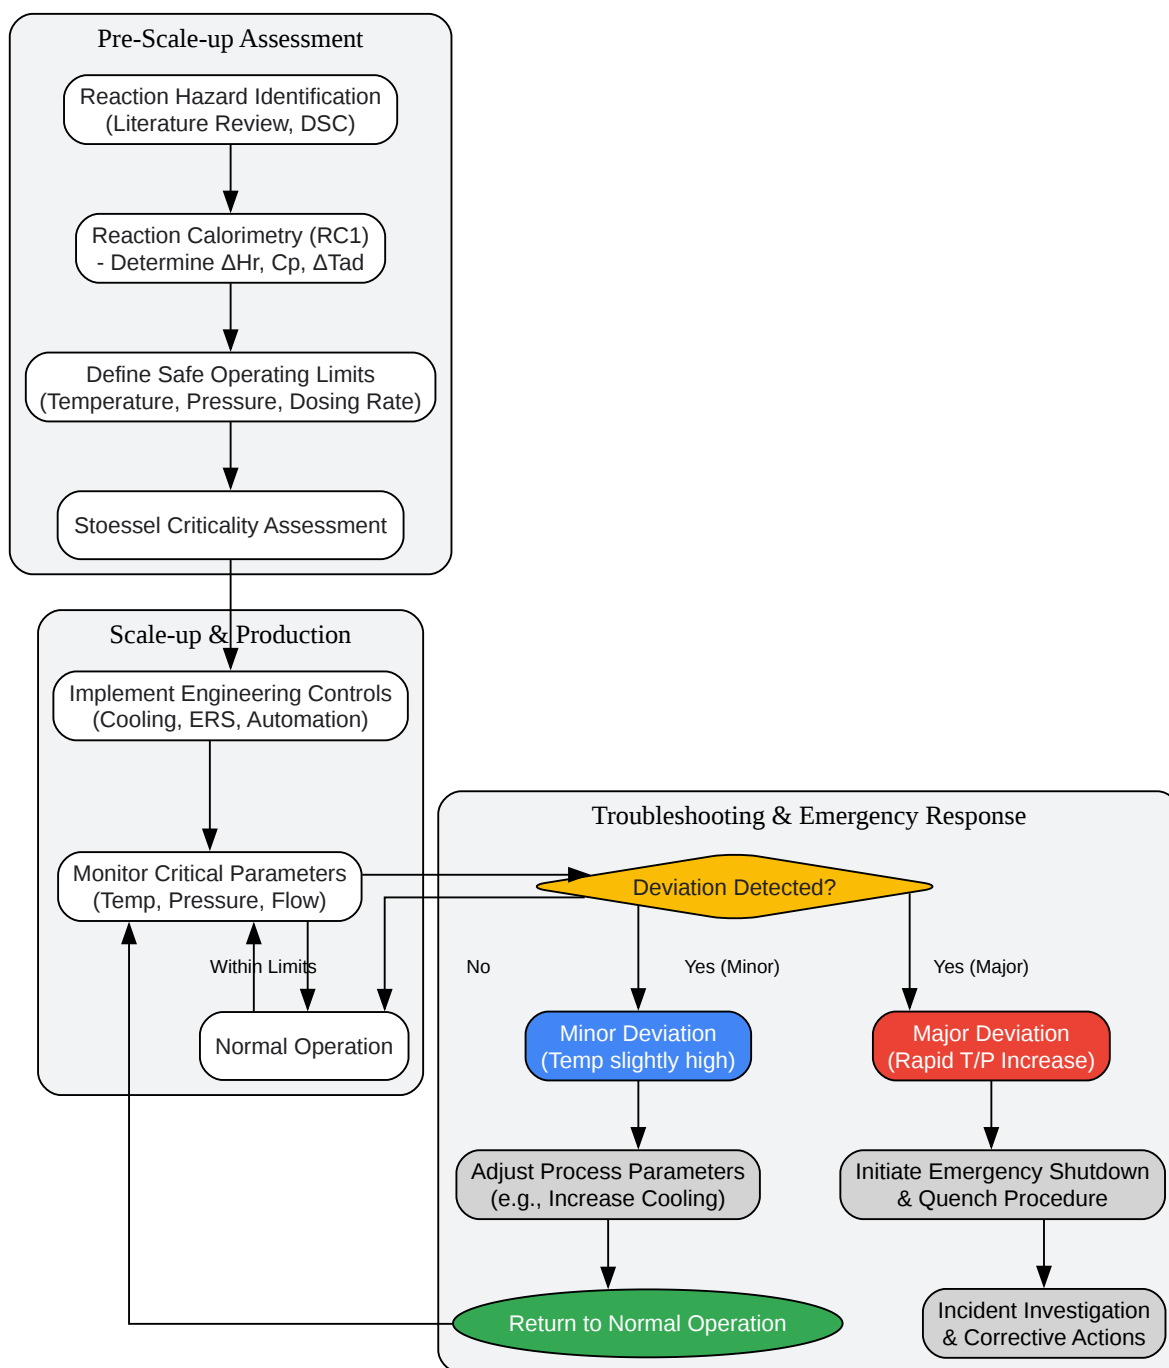 Pre-Scale-up Assessment
Reaction Hazard Identification
(Literature Review, DSC)
Reaction Calorimetry (RC1)
- Determine ΔHr, Cp, ΔTad
Define Safe Operating Limits
(Temperature, Pressure, Dosing Rate)
Stoessel Criticality Assessment
Scale-up & Production
Implement Engineering Controls
(Cooling, ERS, Automation)
Troubleshooting & Emergency Response
Monitor Critical Parameters
(Temp, Pressure, Flow)
Deviation Detected?
Within Limits
No
Yes (Minor)
Yes (Major)
Normal Operation
Minor Deviation
(Temp slightly high)
Major Deviation
(Rapid T/P Increase)
Adjust Process Parameters
(e.g., Increase Cooling)
Initiate Emergency Shutdown
& Quench Procedure
Return to Normal Operation
Incident Investigation
& Corrective Actions